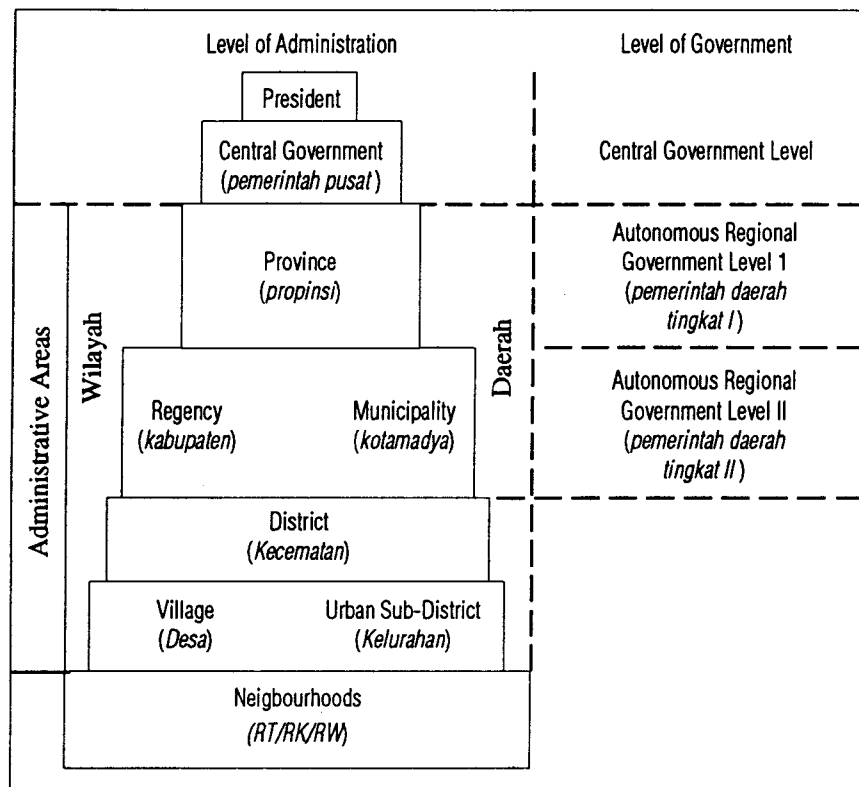 Level of Administration
Level of Government
President
Central Government
(pemerintah pusat)
Central Government Level
Administrative Areas
Wilayah
Daerah
Province
(propinsi)
Autonomous Regional
Government Level 1
(pemerintah daerah
tingkat I)
Regency
(kabupaten)
Municipality
(kotamadya)
Autonomous Regional
Government Level II
(pemerintah daerah
tingkat II)
District
(Kecematan)
Village
(Desa)
Urban Sub-District
(Kelurahan)
Neigbourhoods
(RT/RK/RW)